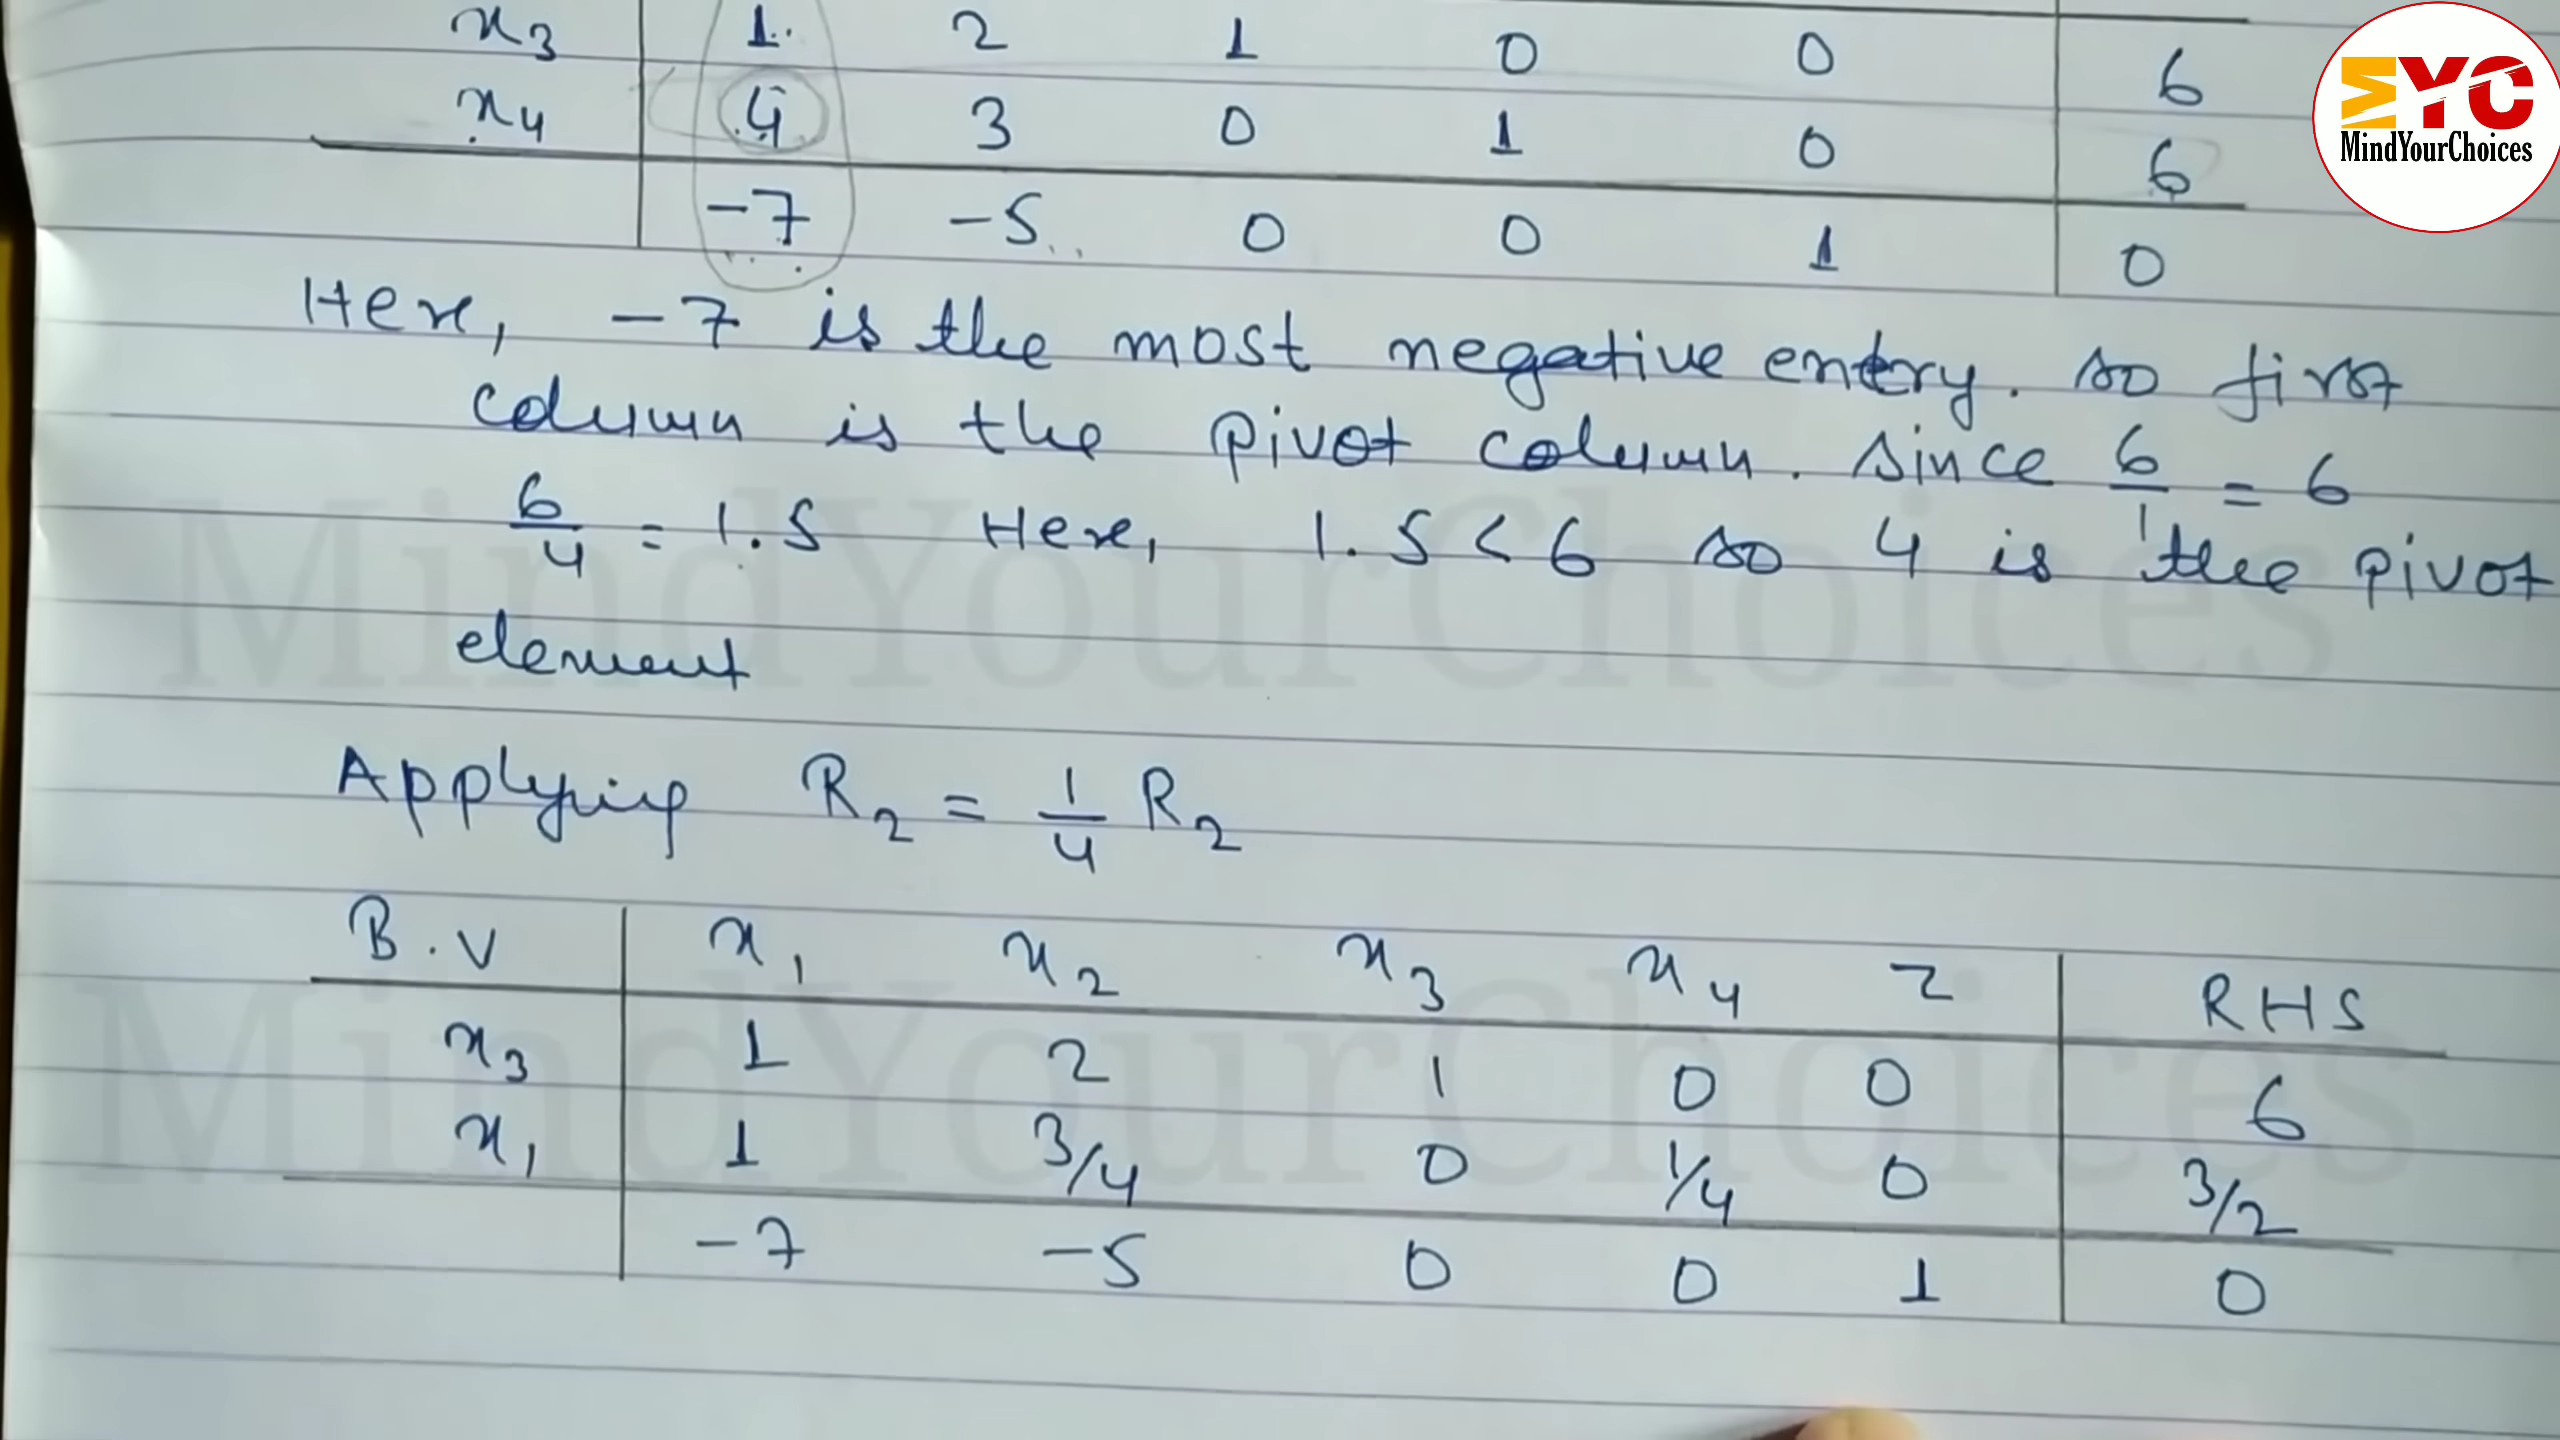 x3 1 2 1 0 0 6
x4 4 3 0 1 0 6
-7 -5 0 0 1 0
MYC
MindYourChoices
Here, -7 is the most negative entry. so first
column is the pivot column. since 6/1 = 6
6/4 = 1.5 Here, 1.5 < 6 so 4 is the pivot
element
MindYourChoices
Applying R2 = 1/4 R2
B.V x1 x2 x3 x4 z RHS
x3 1 2 1 0 0 6
x1 1 3/4 0 1/4 0 3/2
-7 -5 0 0 1 0
MindYourChoices